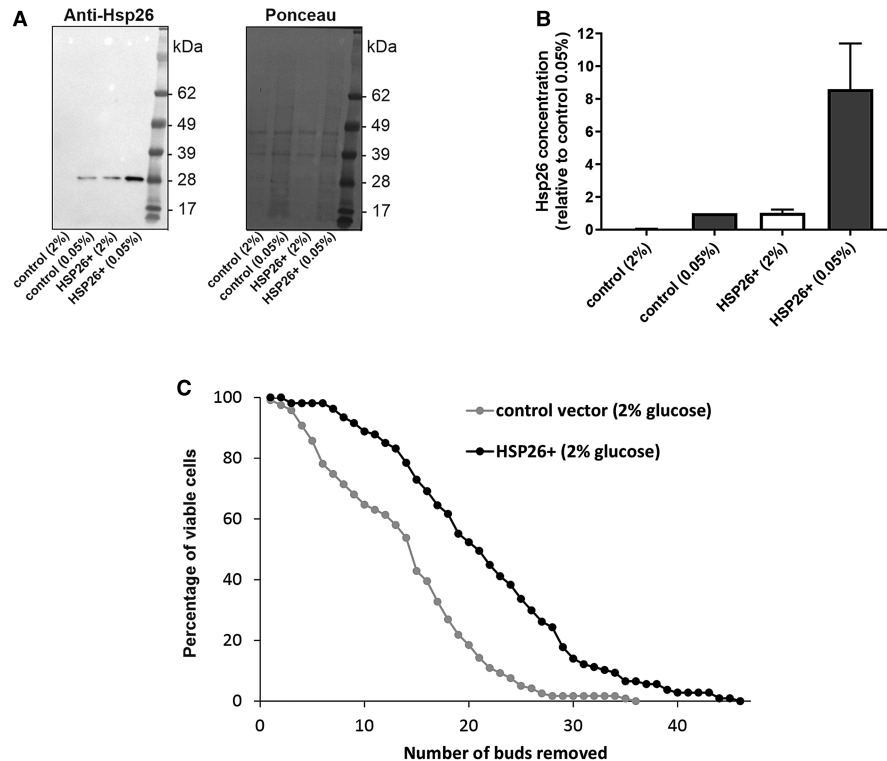 A
Anti-Hsp26
Ponceau
kDa
62
49
39
28
17
control (2%)
control (0.05%)
HSP26+ (2%)
HSP26+ (0.05%)
kDa
62
49
39
28
17
control (2%)
control (0.05%)
HSP26+ (2%)
HSP26+ (0.05%)
B
Hsp26 concentration
(relative to control 0.05%)
12
10
8
6
4
2
0
control (2%)
control (0.05%)
HSP26+ (2%)
HSP26+ (0.05%)
C
Percentage of viable cells
100
80
60
40
20
0
control vector (2% glucose)
HSP26+ (2% glucose)
0
10
20
30
40
Number of buds removed